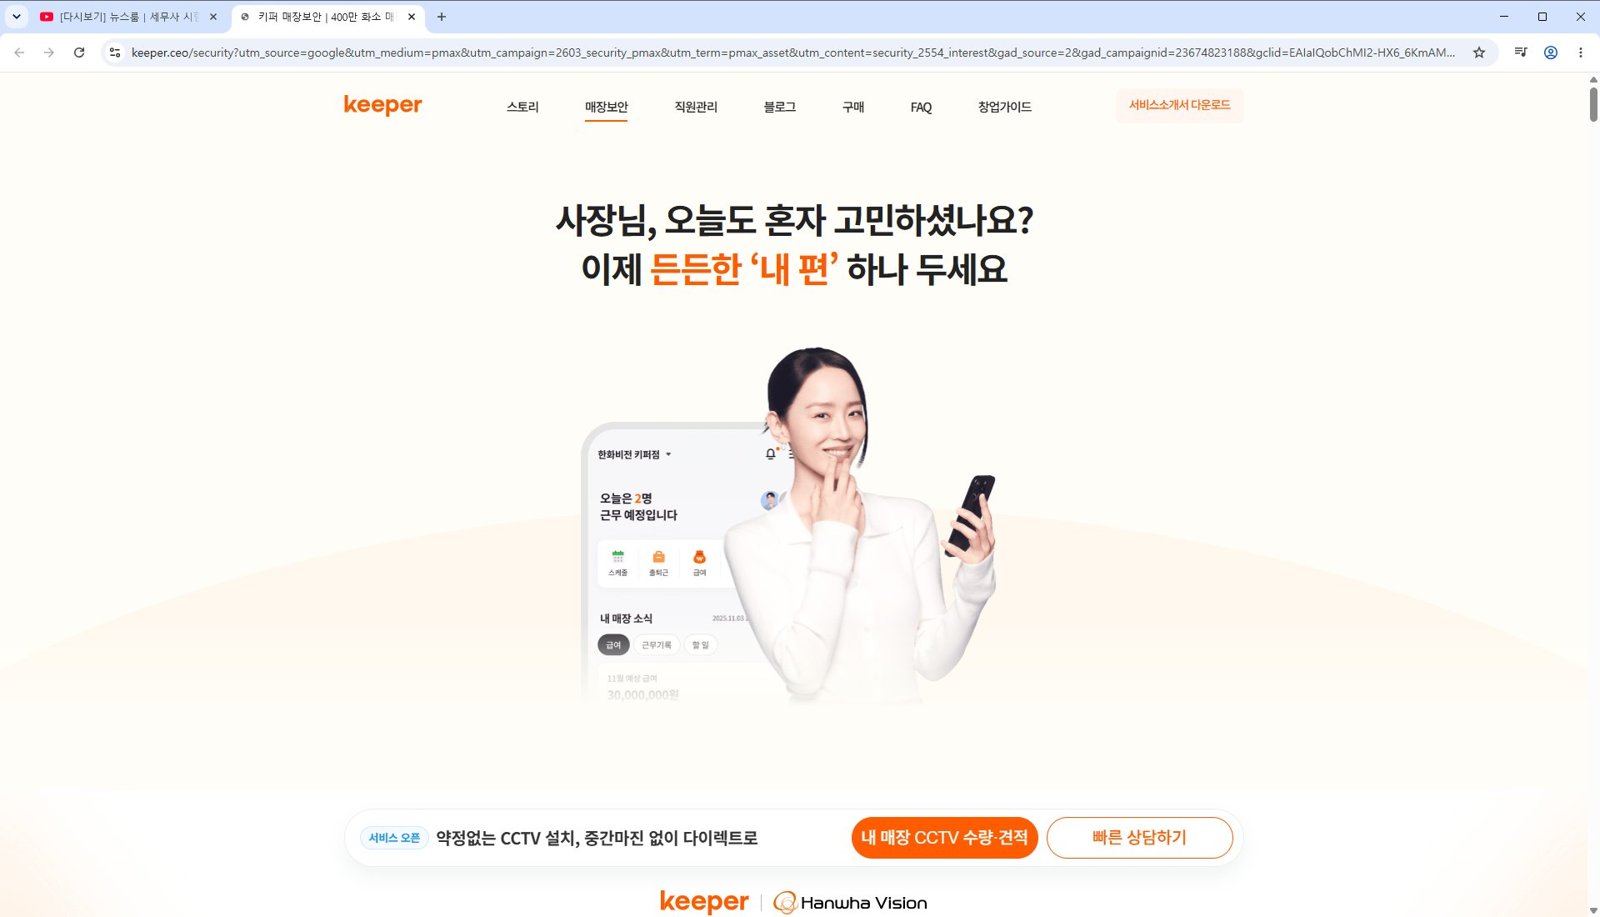 [다시보기] 뉴스룸 | 세무사 시험
키퍼 매장보안 | 400만 화소 매
keeper.ceo/security?utm_source=google&utm_medium=pmax&utm_campaign=2603_security_pmax&utm_term=pmax_asset&utm_content=security_2554_interest&gad_source=2&gad_campaignid=23674823188&gclid=EAIaIQobChMI2-HX6_6KmAM...
keeper
스토리
매장보안
직원관리
블로그
구매
FAQ
창업가이드
서비스소개서 다운로드
사장님, 오늘도 혼자 고민하셨나요?
이제 든든한 ‘내 편’ 하나 두세요
한화비전 키퍼점
오늘은 2명
근무 예정입니다
스케줄
출퇴근
급여
내 매장 소식
2025.11.03
급여
근무기록
할 일
11월 예상 급여
30,000,000원
서비스 오픈
약정없는 CCTV 설치, 중간마진 없이 다이렉트로
내 매장 CCTV 수량·견적
빠른 상담하기
keeper
Hanwha Vision